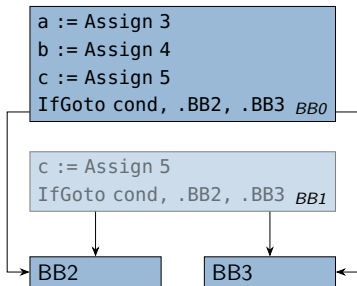 a := Assign 3
b := Assign 4
c := Assign 5
IfGoto cond, .BB2, .BB3 BB0
c := Assign 5
IfGoto cond, .BB2, .BB3 BB1
BB2 BB3